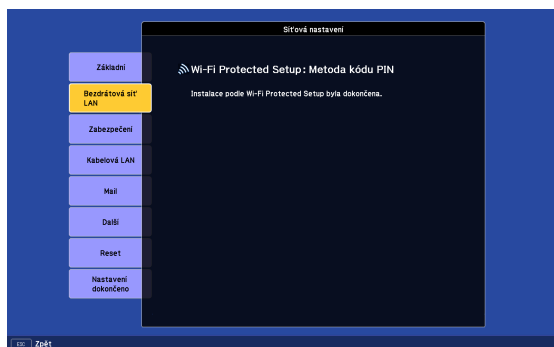 Síťová nastavení
Základní
Bezdrátová síť
LAN
Zabezpečení
Kabelová LAN
Mail
Další
Reset
Nastavení
dokončeno
Wi-Fi Protected Setup: Metoda kódu PIN
Instalace podle Wi-Fi Protected Setup byla dokončena.
ESC Zpět